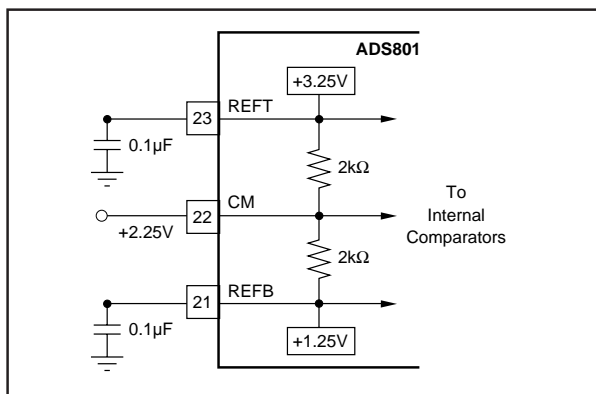 ADS801
+3.25V
23
REFT
0.1µF
2kΩ
22
CM
+2.25V
To
Internal
Comparators
2kΩ
21
REFB
0.1µF
+1.25V